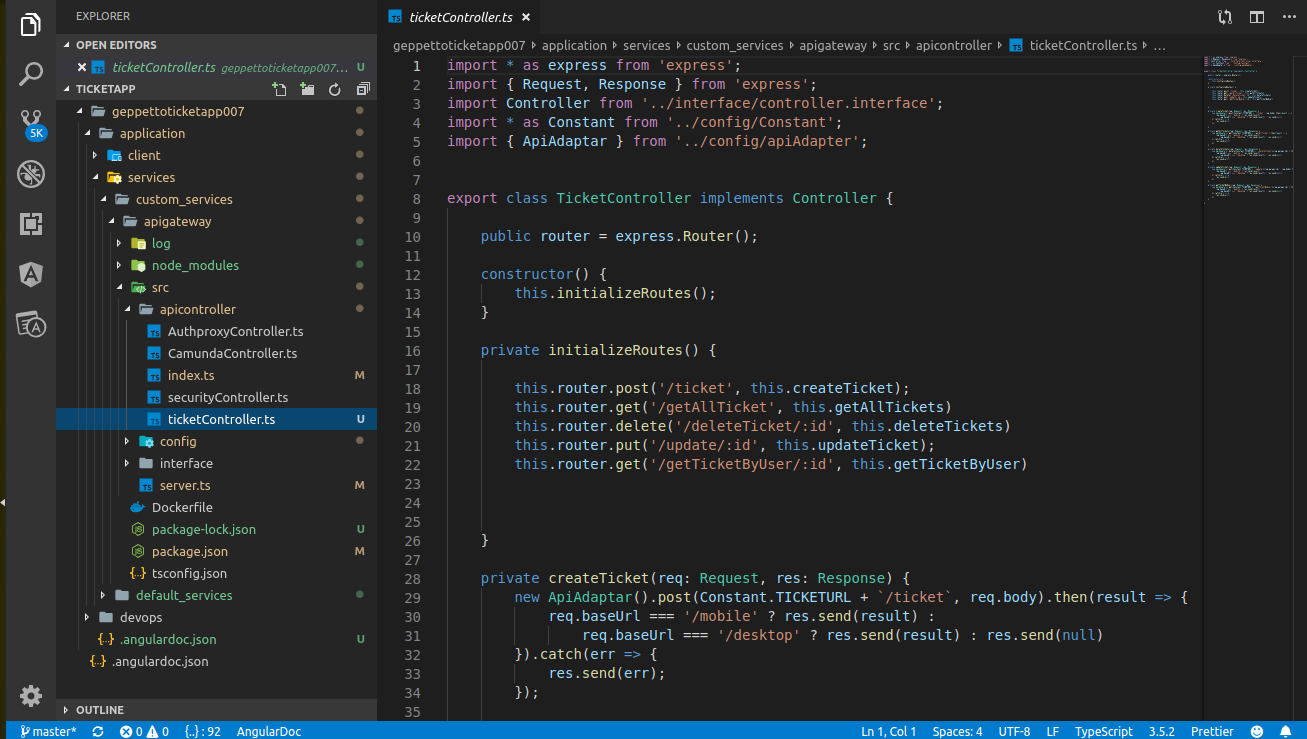 EXPLORER
OPEN EDITORS
ticketController.ts geppettoticketapp007... U
TICKETAPP
geppettoticketapp007
application
client
services
custom_services
apigateway
log
node_modules
src
apicontroller
AuthproxyController.ts
CamundaController.ts
index.ts M
securityController.ts
ticketController.ts U
config
interface
server.ts M
Dockerfile
package-lock.json U
package.json M
tsconfig.json
default_services
devops
.angulardoc.json U
.angulardoc.json
OUTLINE
5K
ticketController.ts
geppettoticketapp007 › application › services › custom_services › apigateway › src › apicontroller › ticketController.ts › ...
1 import * as express from 'express';
2 import { Request, Response } from 'express';
3 import Controller from '../interface/controller.interface';
4 import * as Constant from '../config/Constant';
5 import { ApiAdaptar } from '../config/apiAdapter';
6
7
8 export class TicketController implements Controller {
9
10 public router = express.Router();
11
12 constructor() {
13 this.initializeRoutes();
14 }
15
16 private initializeRoutes() {
17
18 this.router.post('/ticket', this.createTicket);
19 this.router.get('/getAllTicket', this.getAllTickets)
20 this.router.delete('/deleteTicket/:id', this.deleteTickets)
21 this.router.put('/update/:id', this.updateTicket);
22 this.router.get('/getTicketByUser/:id', this.getTicketByUser)
23
24
25
26 }
27
28 private createTicket(req: Request, res: Response) {
29 new ApiAdaptar().post(Constant.TICKETURL + `/ticket`, req.body).then(result => {
30 req.baseUrl === '/mobile' ? res.send(result) :
31 req.baseUrl === '/desktop' ? res.send(result) : res.send(null)
32 }).catch(err => {
33 res.send(err);
34 });
35
master* 0 0 {..} : 92 AngularDoc Ln 1, Col 1 Spaces: 4 UTF-8 LF TypeScript 3.5.2 Prettier